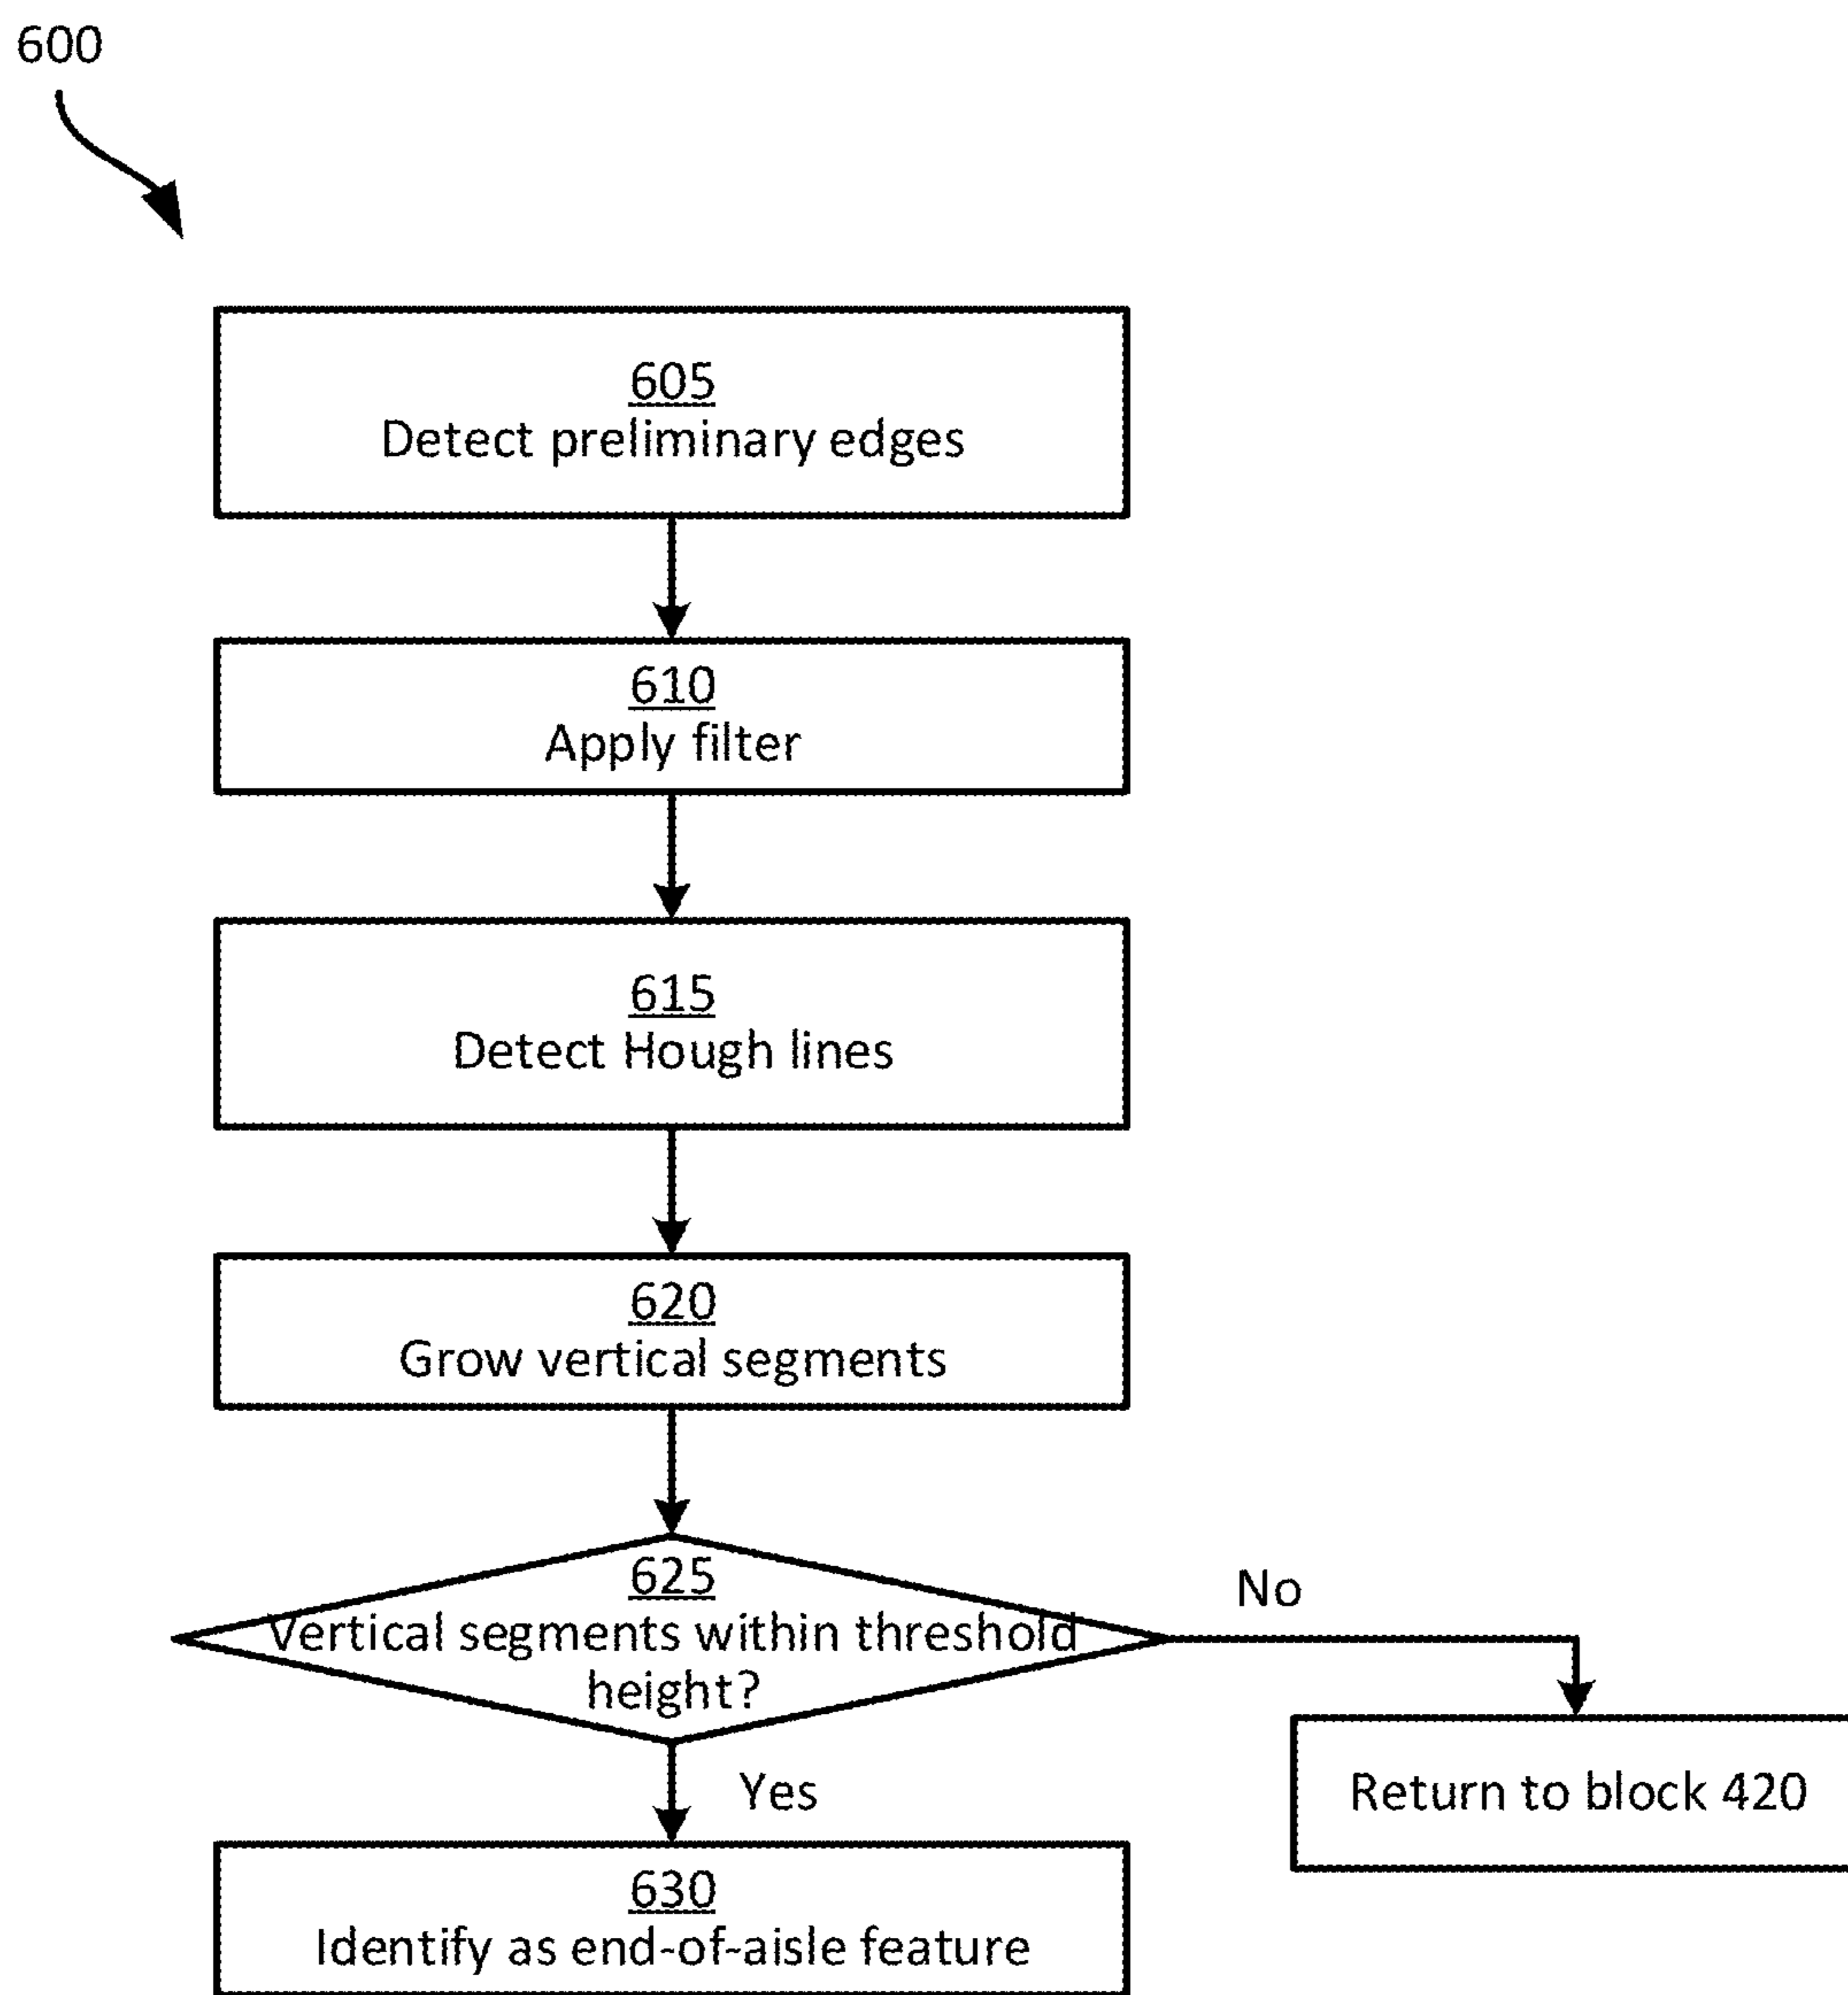 600
605
Detect preliminary edges
610
Apply filter
615
Detect Hough lines
620
Grow vertical segments
625
Vertical segments within threshold
height?
No
Yes
Return to block 420
630
Identify as end-of-aisle feature